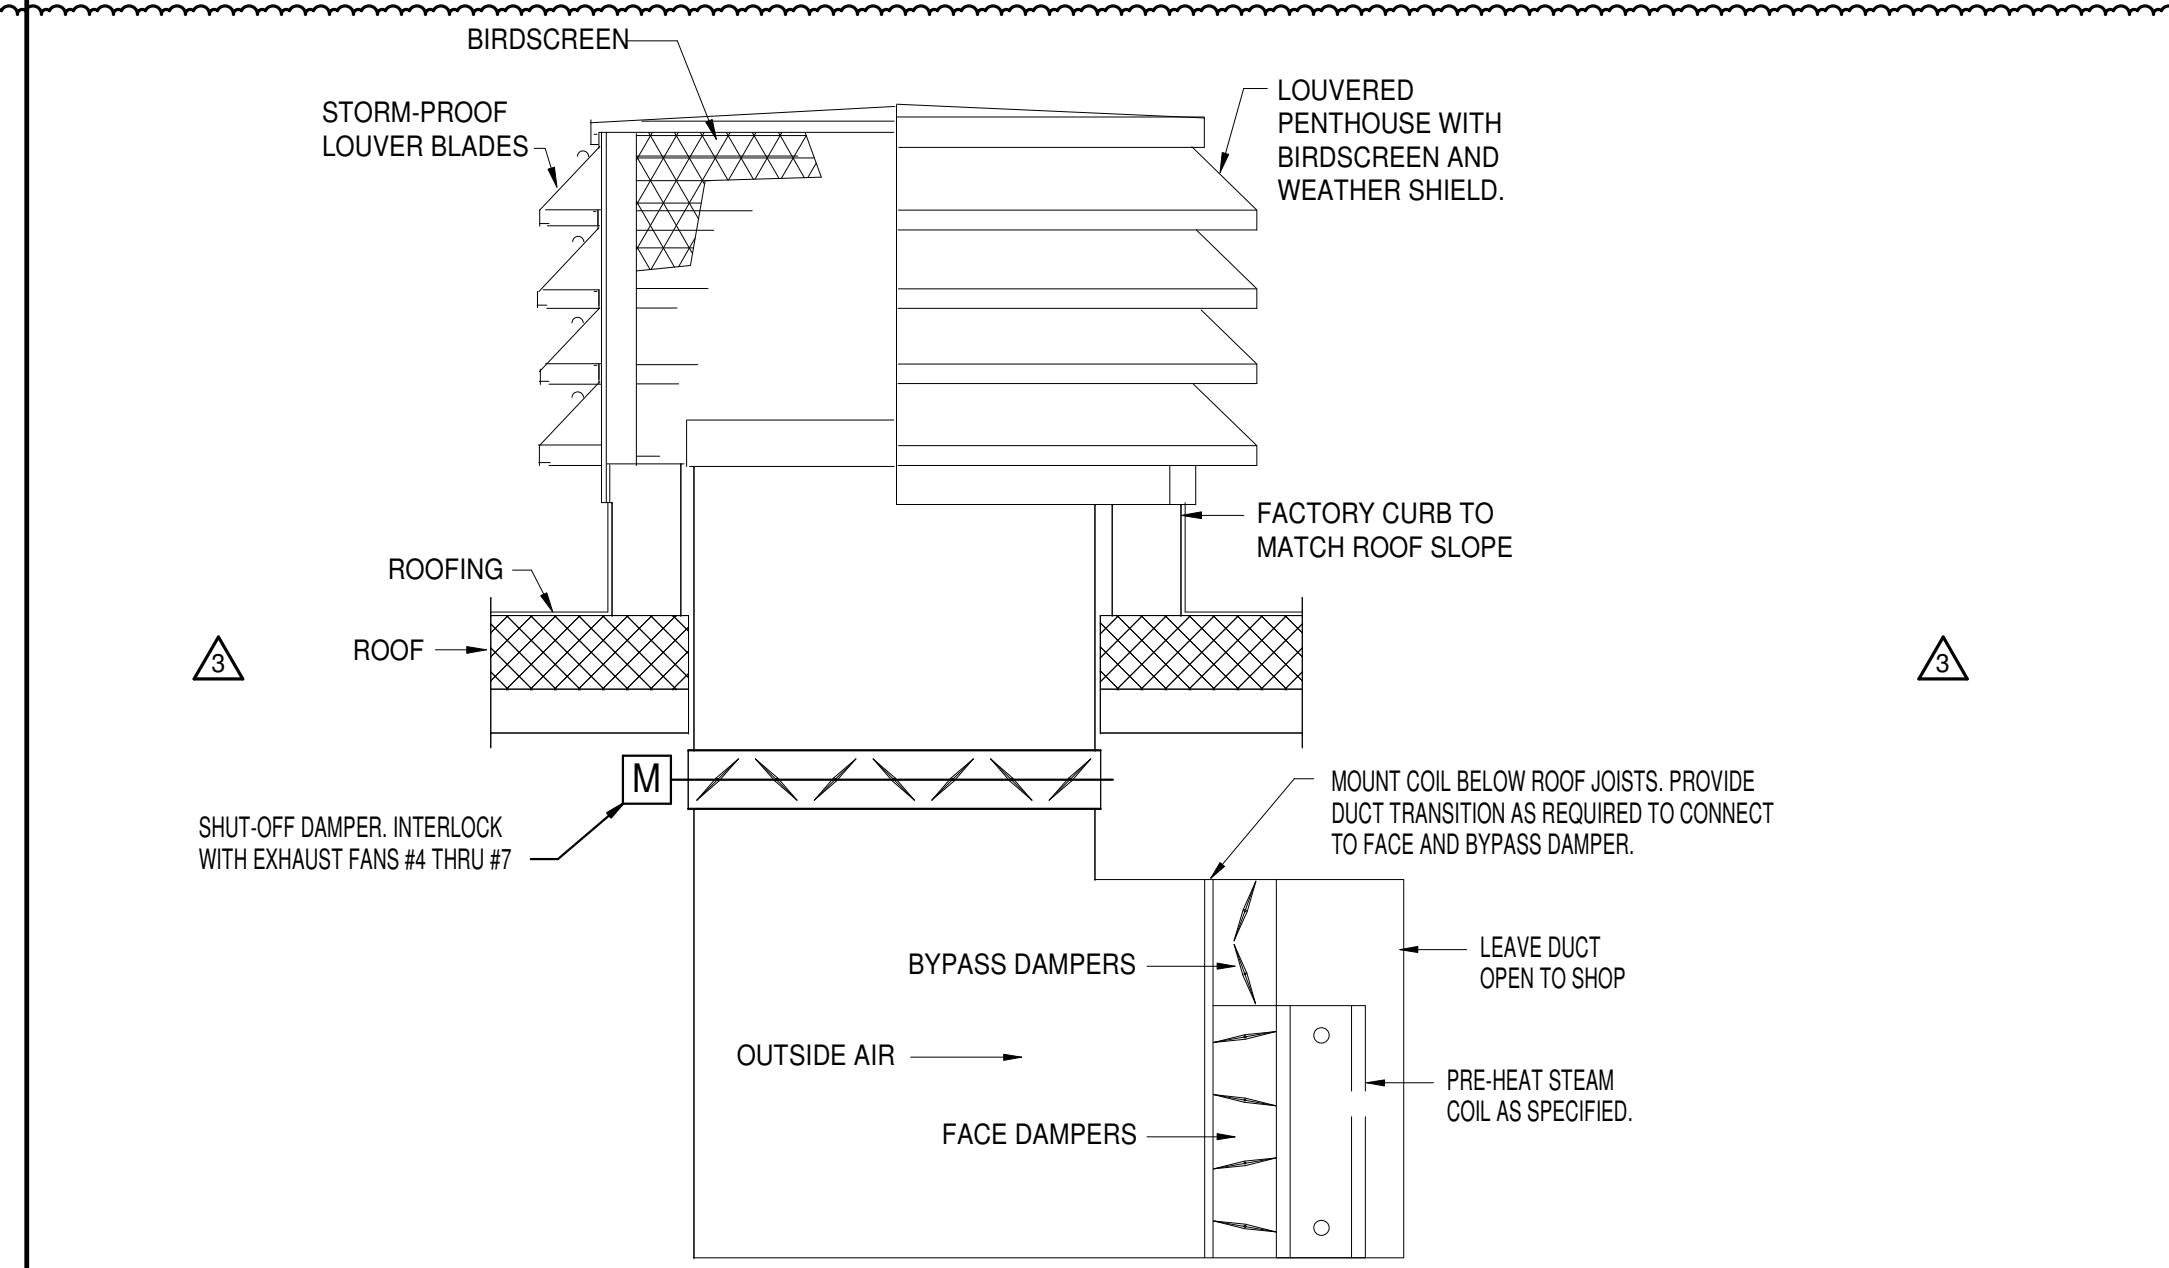 BIRDSCREEN
STORM-PROOF
LOUVER BLADES
LOUVERED
PENTHOUSE WITH
BIRDSCREEN AND
WEATHER SHIELD.
FACTORY CURB TO
MATCH ROOF SLOPE
ROOFING
ROOF
3
3
M
SHUT-OFF DAMPER. INTERLOCK
WITH EXHAUST FANS #4 THRU #7
MOUNT COIL BELOW ROOF JOISTS. PROVIDE
DUCT TRANSITION AS REQUIRED TO CONNECT
TO FACE AND BYPASS DAMPER.
BYPASS DAMPERS
LEAVE DUCT
OPEN TO SHOP
OUTSIDE AIR
PRE-HEAT STEAM
COIL AS SPECIFIED.
FACE DAMPERS